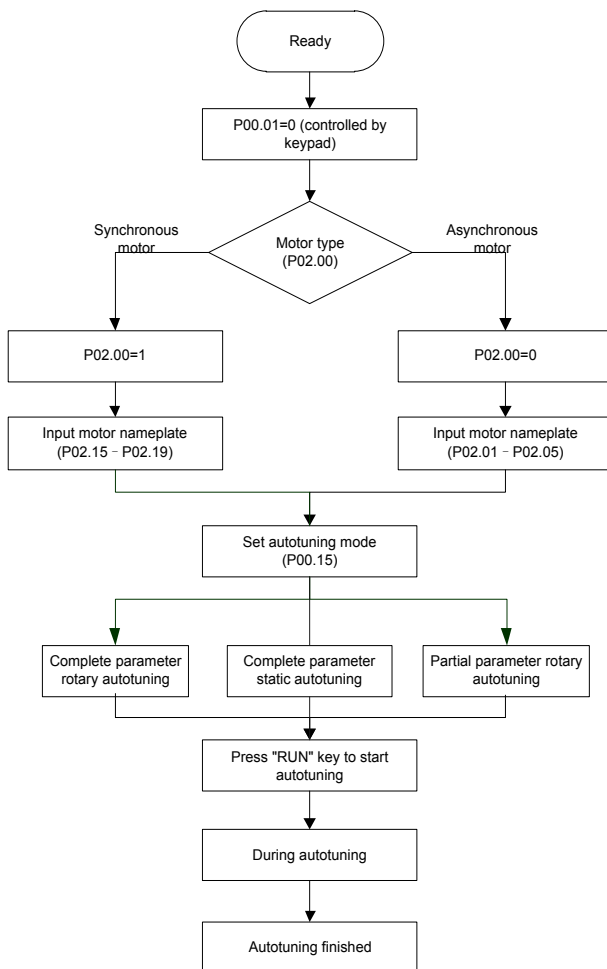 Ready
P00.01=0 (controlled by
keypad)
Synchronous
motor
Motor type
(P02.00)
Asynchronous
motor
P02.00=1
P02.00=0
Input motor nameplate
(P02.15﹣P02.19)
Input motor nameplate
(P02.01﹣P02.05)
Set autotuning mode
(P00.15)
Complete parameter
rotary autotuning
Complete parameter
static autotuning
Partial parameter rotary
autotuning
Press "RUN" key to start
autotuning
During autotuning
Autotuning finished